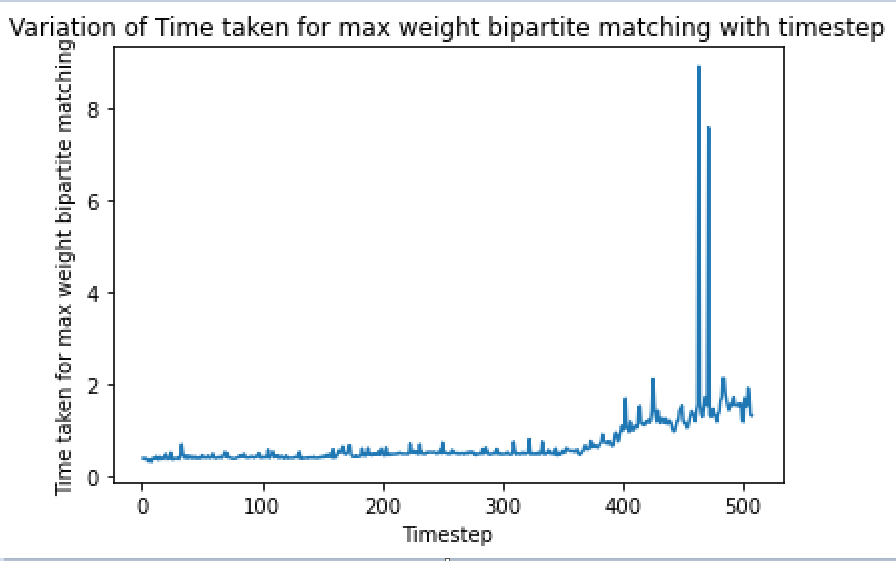 Variation of Time taken for max weight bipartite matching with timestep
Time taken for max weight bipartite matching
8
6
4
2
0
0 100 200 300 400 500
Timestep